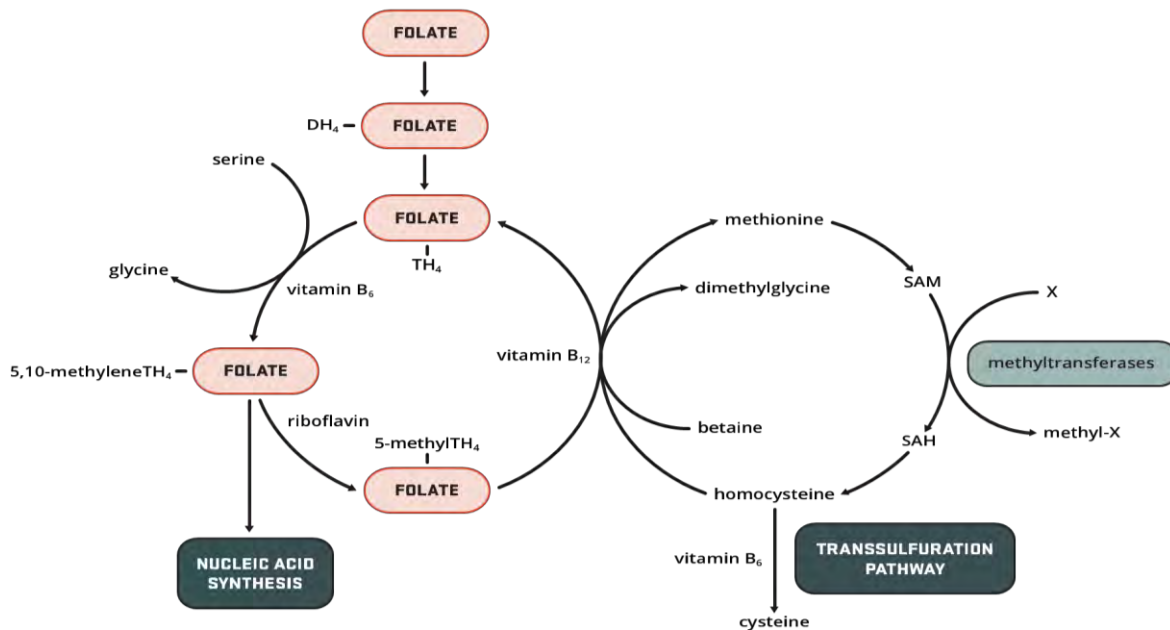 FOLATE
DH₄
FOLATE
serine
FOLATE
TH₄
glycine
vitamin B₆
5,10-methyleneTH₄
FOLATE
riboflavin
5-methylTH₄
FOLATE
NUCLEIC ACID
SYNTHESIS
vitamin B₁₂
methionine
dimethylglycine
SAM
X
methyltransferases
betaine
SAH
methyl-X
homocysteine
vitamin B₆
TRANSSULFURATION
PATHWAY
cysteine